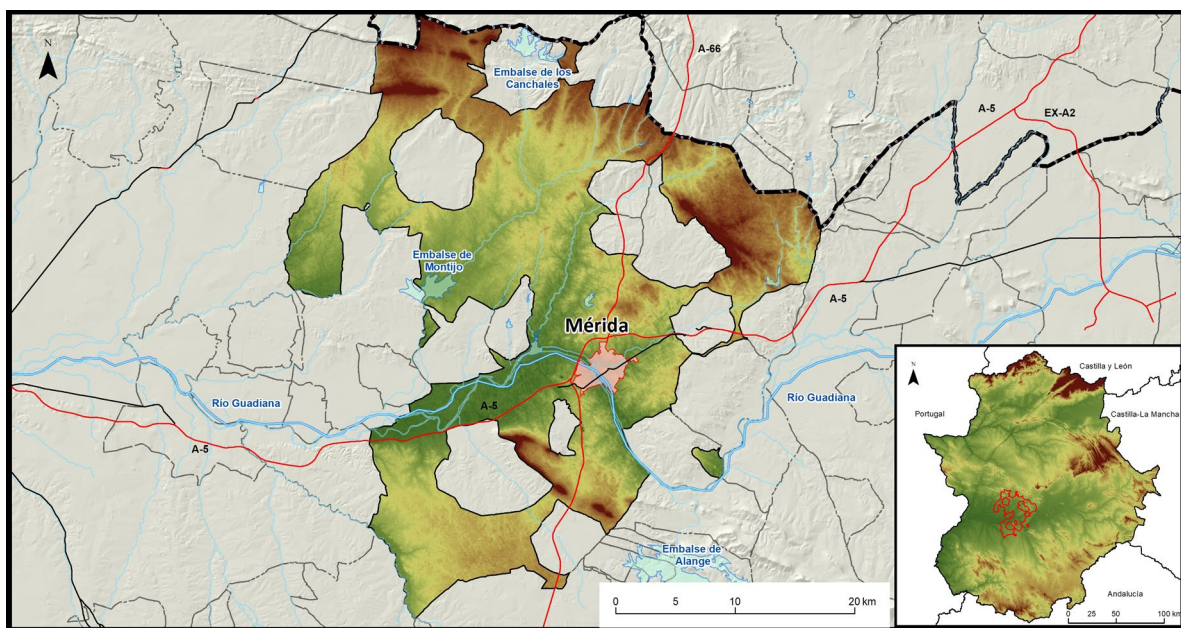 N
A-66
Embalse de los
Canchales
A-5
EX-A2
Embalse de
Montijo
A-5
Mérida
Río Guadiana
A-5
Río Guadiana
A-5
Embalse de
Alange
0 5 10 20 km
N
Castilla y León
Portugal
Castilla-La Mancha
Andalucía
0 25 50 100 km